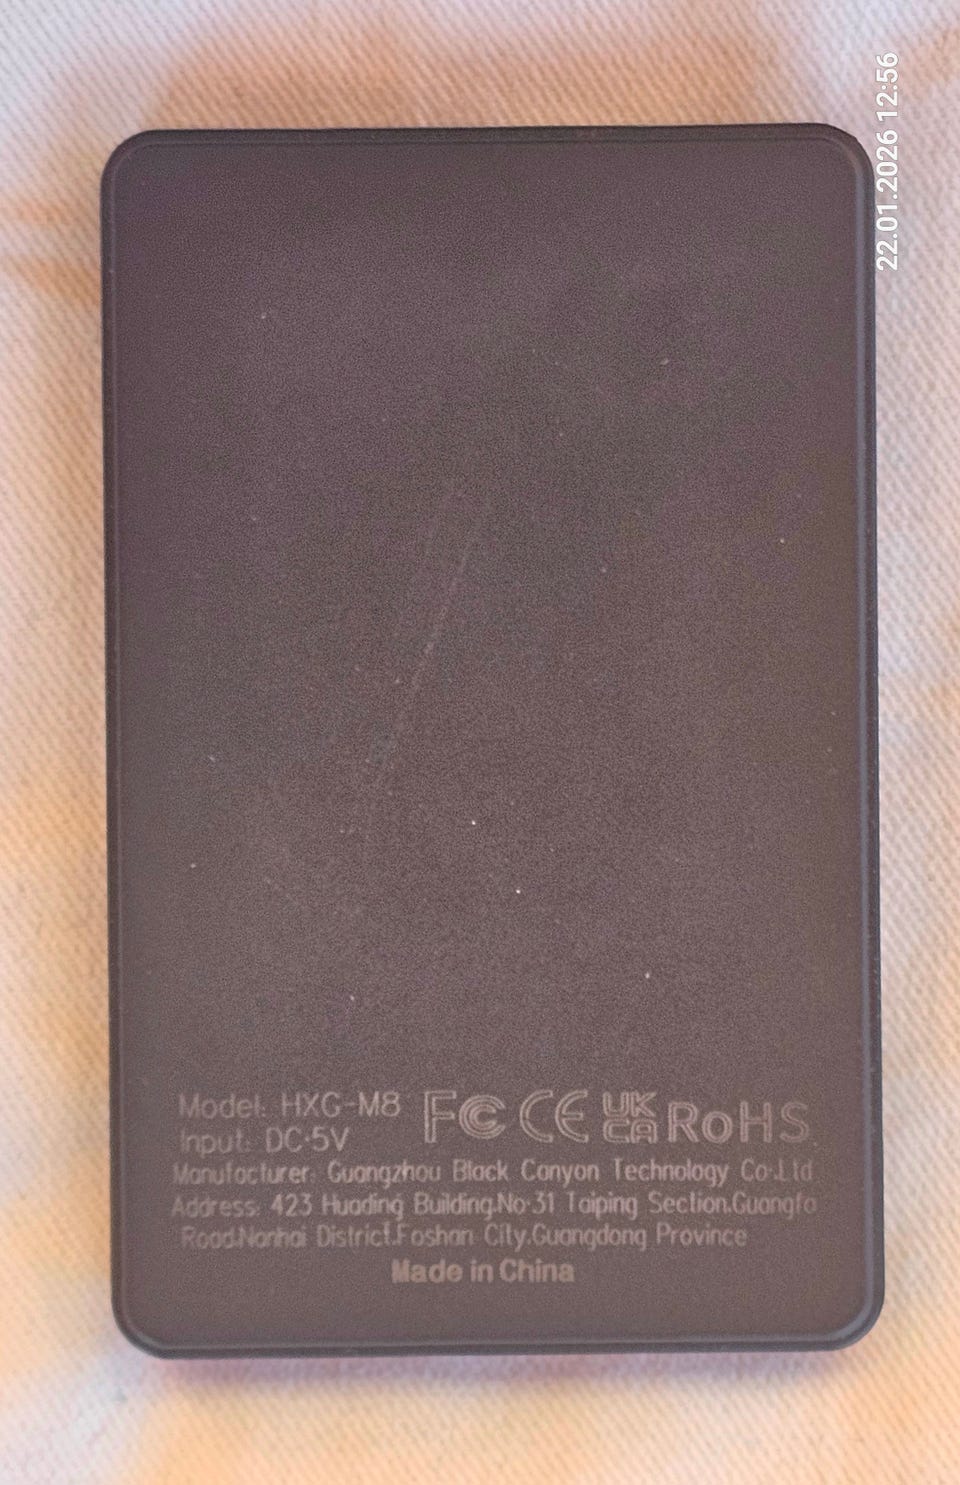 22.01.2026 12:56
Model: HXG-M8
Input: DC·5V
FC CE UK CA RoHS
Manufacturer: Guangzhou Black Canyon Technology Co.Ltd
Address: 423 Huading Building,No·31 Taiping Section,Guangfo
Road,Nanhai District,Foshan City,Guangdong Province
Made in China